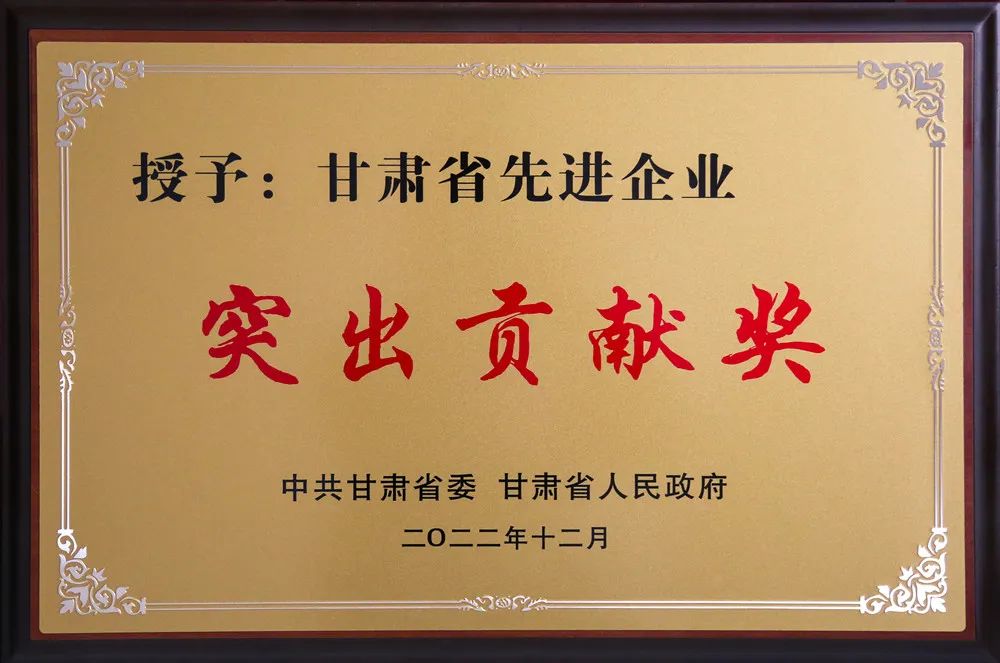 授予：甘肃省先进企业
突出贡献奖
中共甘肃省委 甘肃省人民政府
二〇二二年十二月